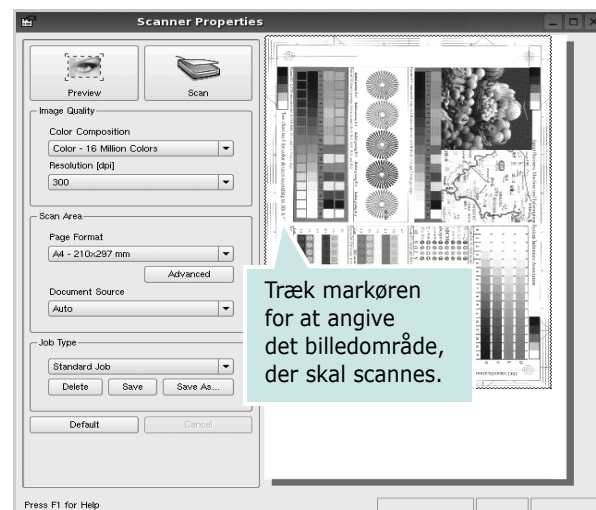 Scanner Properties
Preview
Scan
Image Quality
Color Composition
Color - 16 Million Colors
Resolution [dpi]
300
Scan Area
Page Format
A4 - 210x297 mm
Advanced
Document Source
Auto
Job Type
Standard Job
Delete
Save
Save As...
Default
Cancel
Press F1 for Help
Træk markøren
for at angive
det billedområde,
der skal scannes.